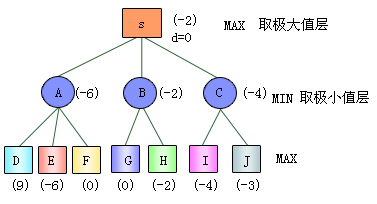 s (-2) MAX 取极大值层
d=0
A (-6) B (-2) C (-4) MIN 取极小值层
D E F G H I J MAX
(9) (-6) (0) (0) (-2) (-4) (-3)